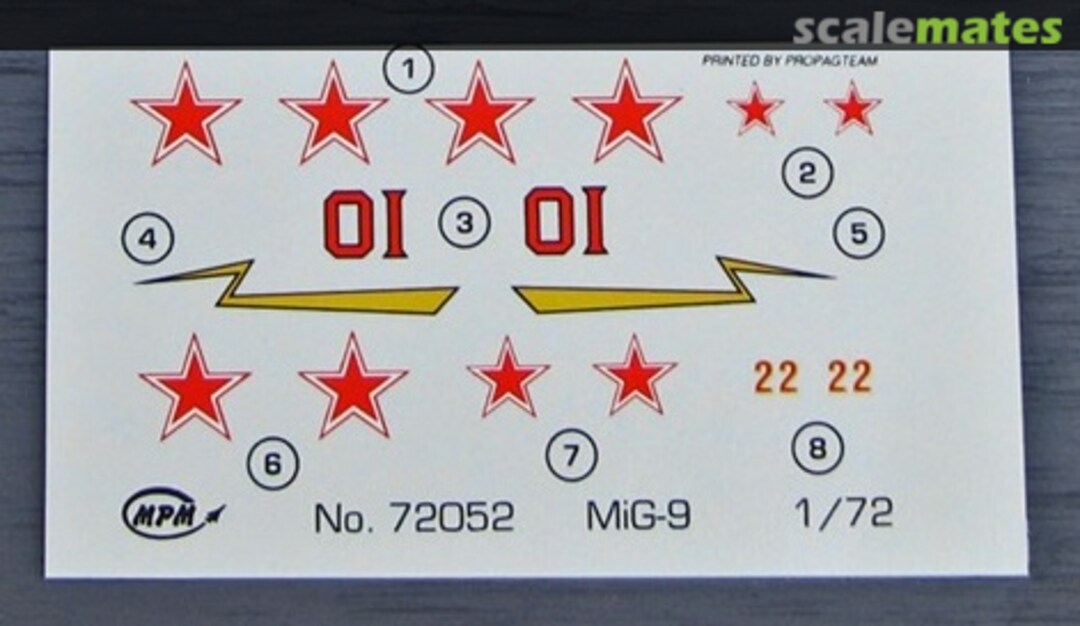 scalemates
PRINTED BY PROPAGTEAM
1
2
01 3 01
4
5
22 22
6
7
8
MPM No. 72052 MiG-9 1/72